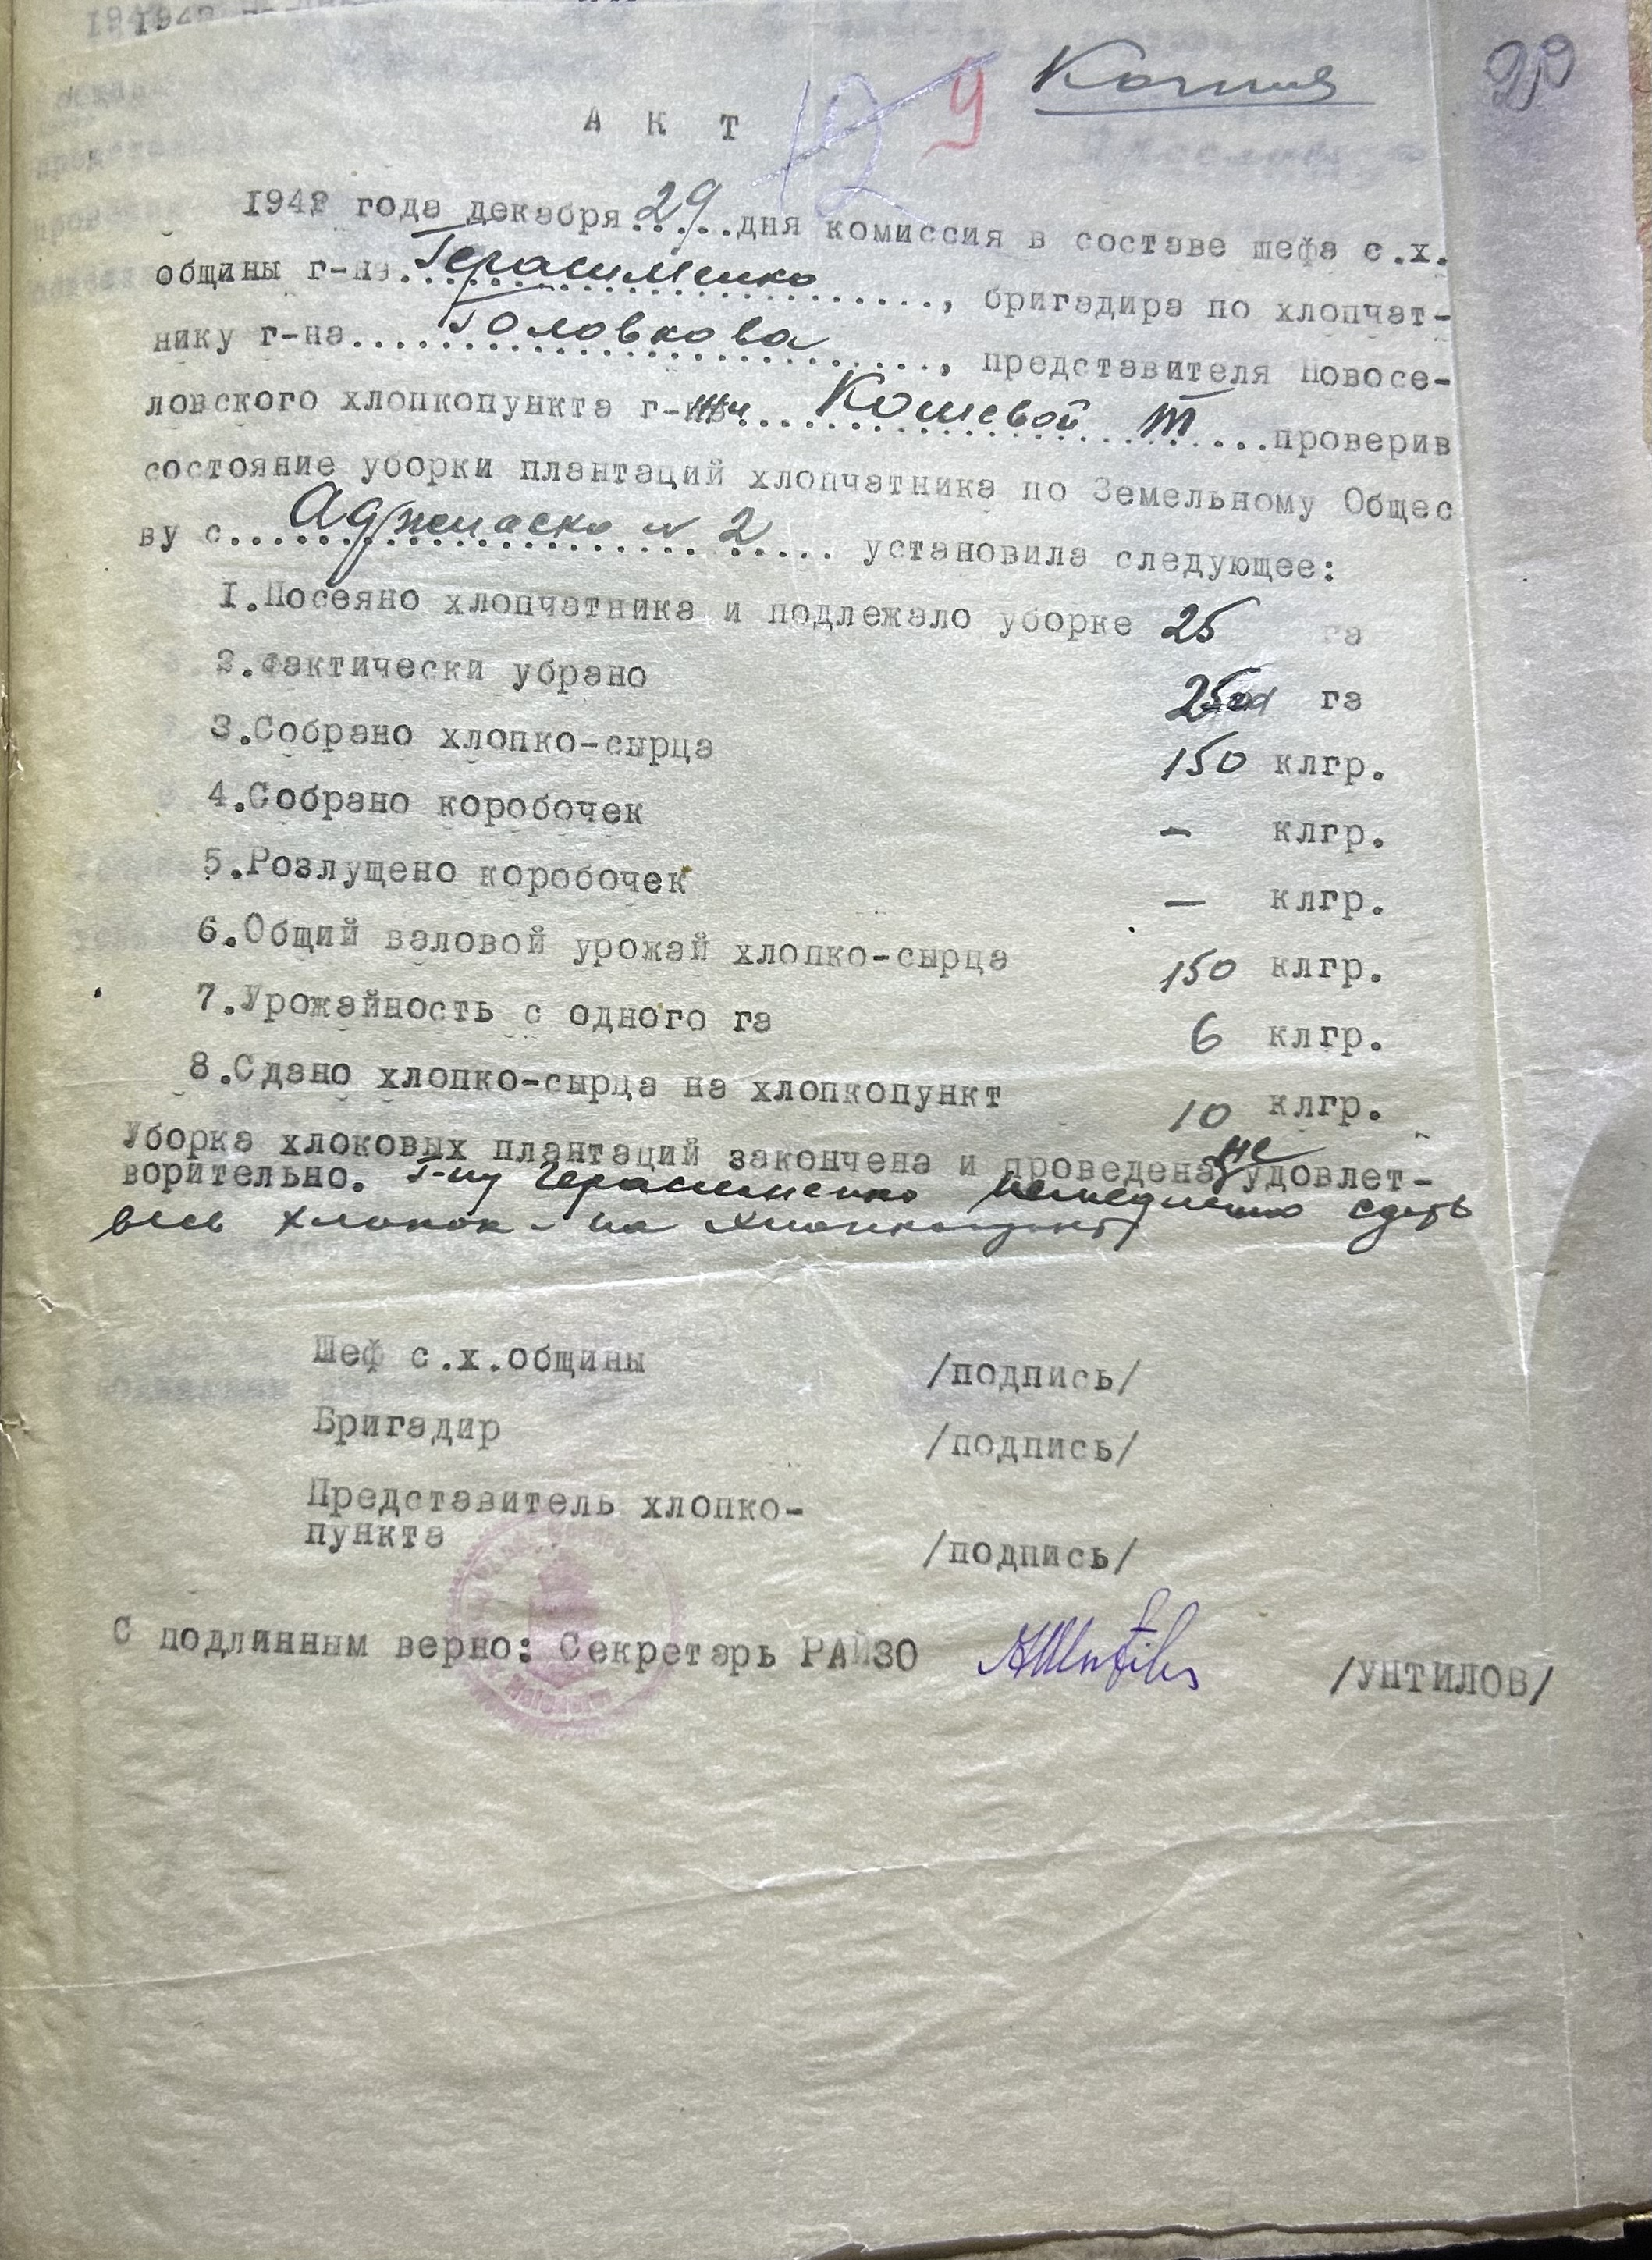 Копия
20
12 9
А К Т
1942 года декабря 29 дня комиссия в составе шефа с.х.
общины г-на Герасименко, бригадира по хлопчат-
нику г-на Головкова, представителя Новосе-
ловского хлопкопункта г- Кошевой Т проверив
состояние уборки плантаций хлопчатника по Земельному Общес
ву с. № 2 установила следующее:
1.Посеяно хлопчатника и подлежало уборке 25 га
2.Фактически убрано 25 га
3.Собрано хлопко-сырца 150 клгр.
4.Собрано коробочек - клгр.
5.Розлущено коробочек - клгр.
6.Общий валовой урожай хлопко-сырца 150 клгр.
7.Урожайность с одного га 6 клгр.
8.Сдано хлопко-сырца на хлопкопункт 10 клгр.
Уборка хлоковых плантаций закончена и проведена не удовлет-
ворительно. Г-ну Герасименко немедленно сдать
весь хлопок - на хлопкопункт
Шеф с.х.общины /подпись/
Бригадир /подпись/
Представитель хлопко-
пункта /подпись/
С подлинным верно: Секретарь РАЙЗО /УНТИЛОВ/